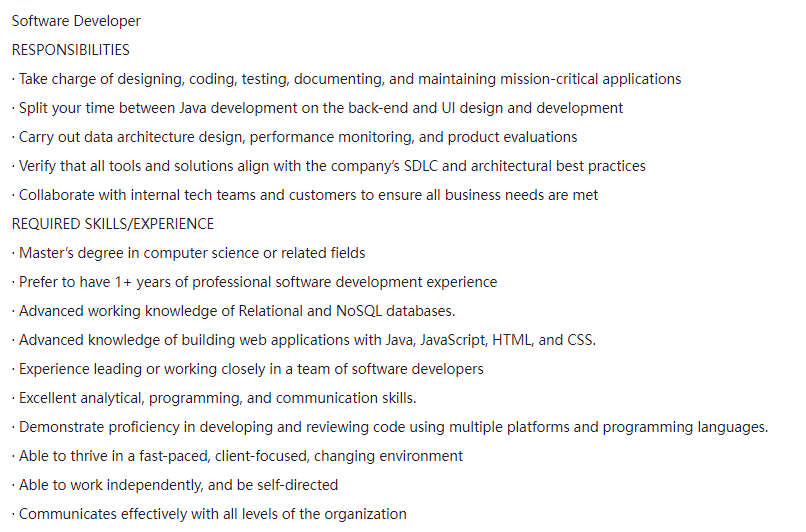 Software Developer
RESPONSIBILITIES
· Take charge of designing, coding, testing, documenting, and maintaining mission-critical applications
· Split your time between Java development on the back-end and UI design and development
· Carry out data architecture design, performance monitoring, and product evaluations
· Verify that all tools and solutions align with the company’s SDLC and architectural best practices
· Collaborate with internal tech teams and customers to ensure all business needs are met
REQUIRED SKILLS/EXPERIENCE
· Master’s degree in computer science or related fields
· Prefer to have 1+ years of professional software development experience
· Advanced working knowledge of Relational and NoSQL databases.
· Advanced knowledge of building web applications with Java, JavaScript, HTML, and CSS.
· Experience leading or working closely in a team of software developers
· Excellent analytical, programming, and communication skills.
· Demonstrate proficiency in developing and reviewing code using multiple platforms and programming languages.
· Able to thrive in a fast-paced, client-focused, changing environment
· Able to work independently, and be self-directed
· Communicates effectively with all levels of the organization